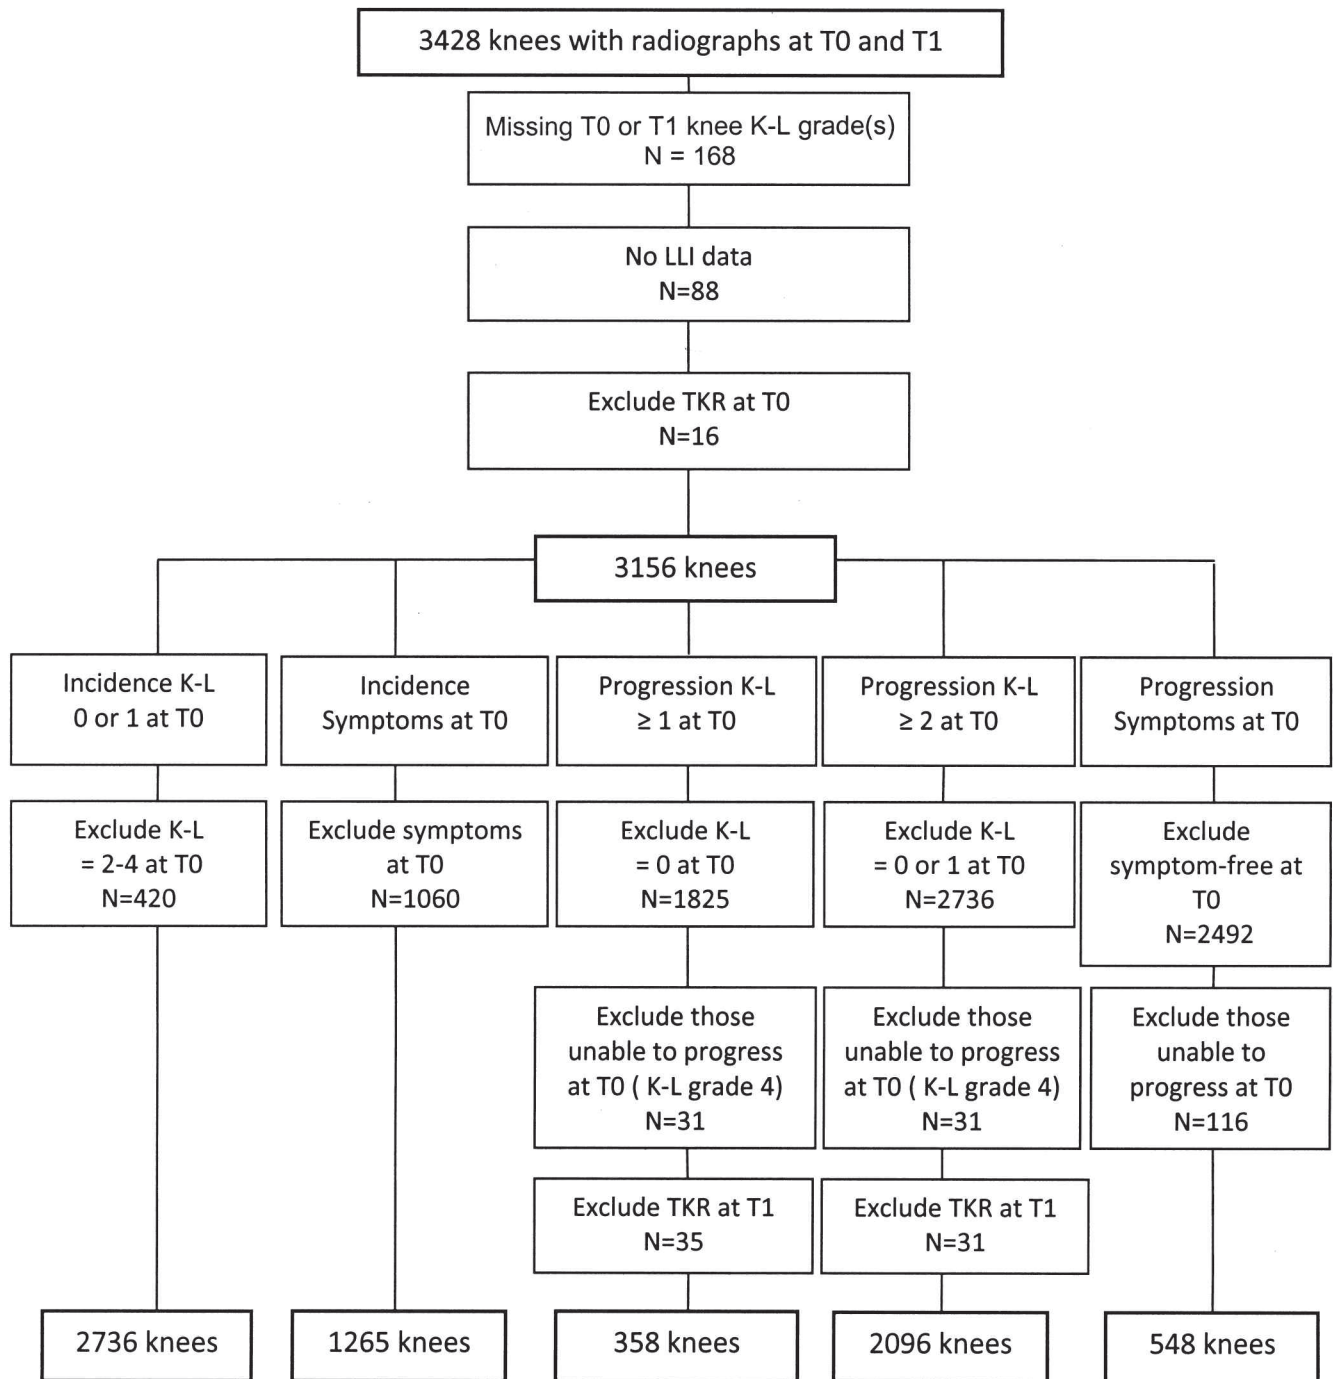 3428 knees with radiographs at T0 and T1
Missing T0 or T1 knee K-L grade(s)
N = 168
No LLI data
N=88
Exclude TKR at T0
N=16
3156 knees
Incidence K-L
0 or 1 at T0
Incidence
Symptoms at T0
Progression K-L
≥ 1 at T0
Progression K-L
≥ 2 at T0
Progression
Symptoms at T0
Exclude K-L
= 2-4 at T0
N=420
Exclude symptoms
at T0
N=1060
Exclude K-L
= 0 at T0
N=1825
Exclude K-L
= 0 or 1 at T0
N=2736
Exclude
symptom-free at
T0
N=2492
Exclude those
unable to progress
at T0 ( K-L grade 4)
N=31
Exclude those
unable to progress
at T0 ( K-L grade 4)
N=31
Exclude those
unable to
progress at T0
N=116
Exclude TKR at T1
N=35
Exclude TKR at T1
N=31
2736 knees
1265 knees
358 knees
2096 knees
548 knees